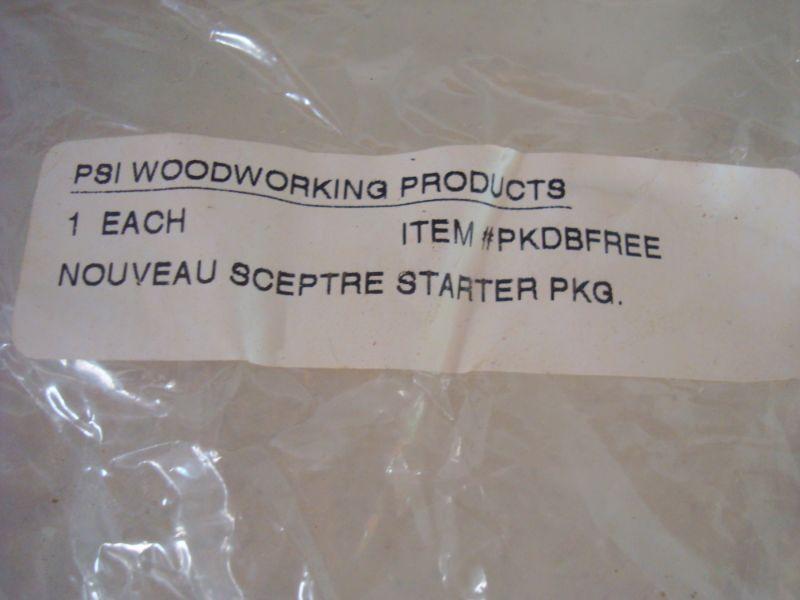 PSI WOODWORKING PRODUCTS
1 EACH ITEM #PKDBFREE
NOUVEAU SCEPTRE STARTER PKG.